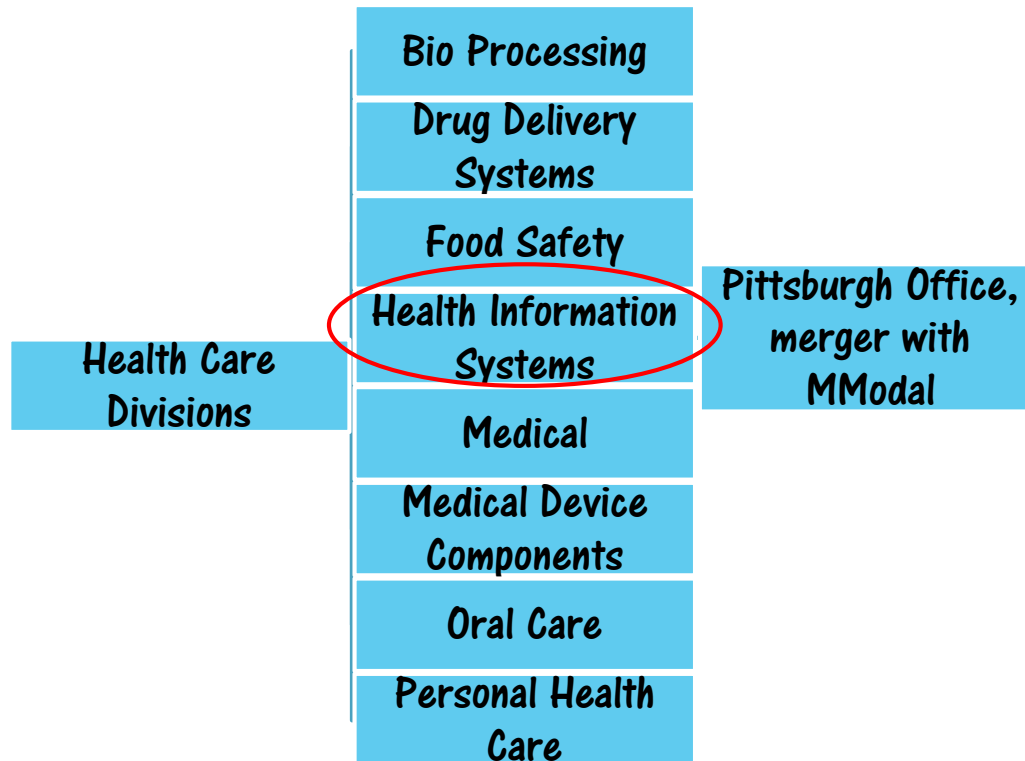 Health Care
Divisions
Bio Processing
Drug Delivery
Systems
Food Safety
Health Information
Systems
Medical
Medical Device
Components
Oral Care
Personal Health
Care
Pittsburgh Office,
merger with
MModal